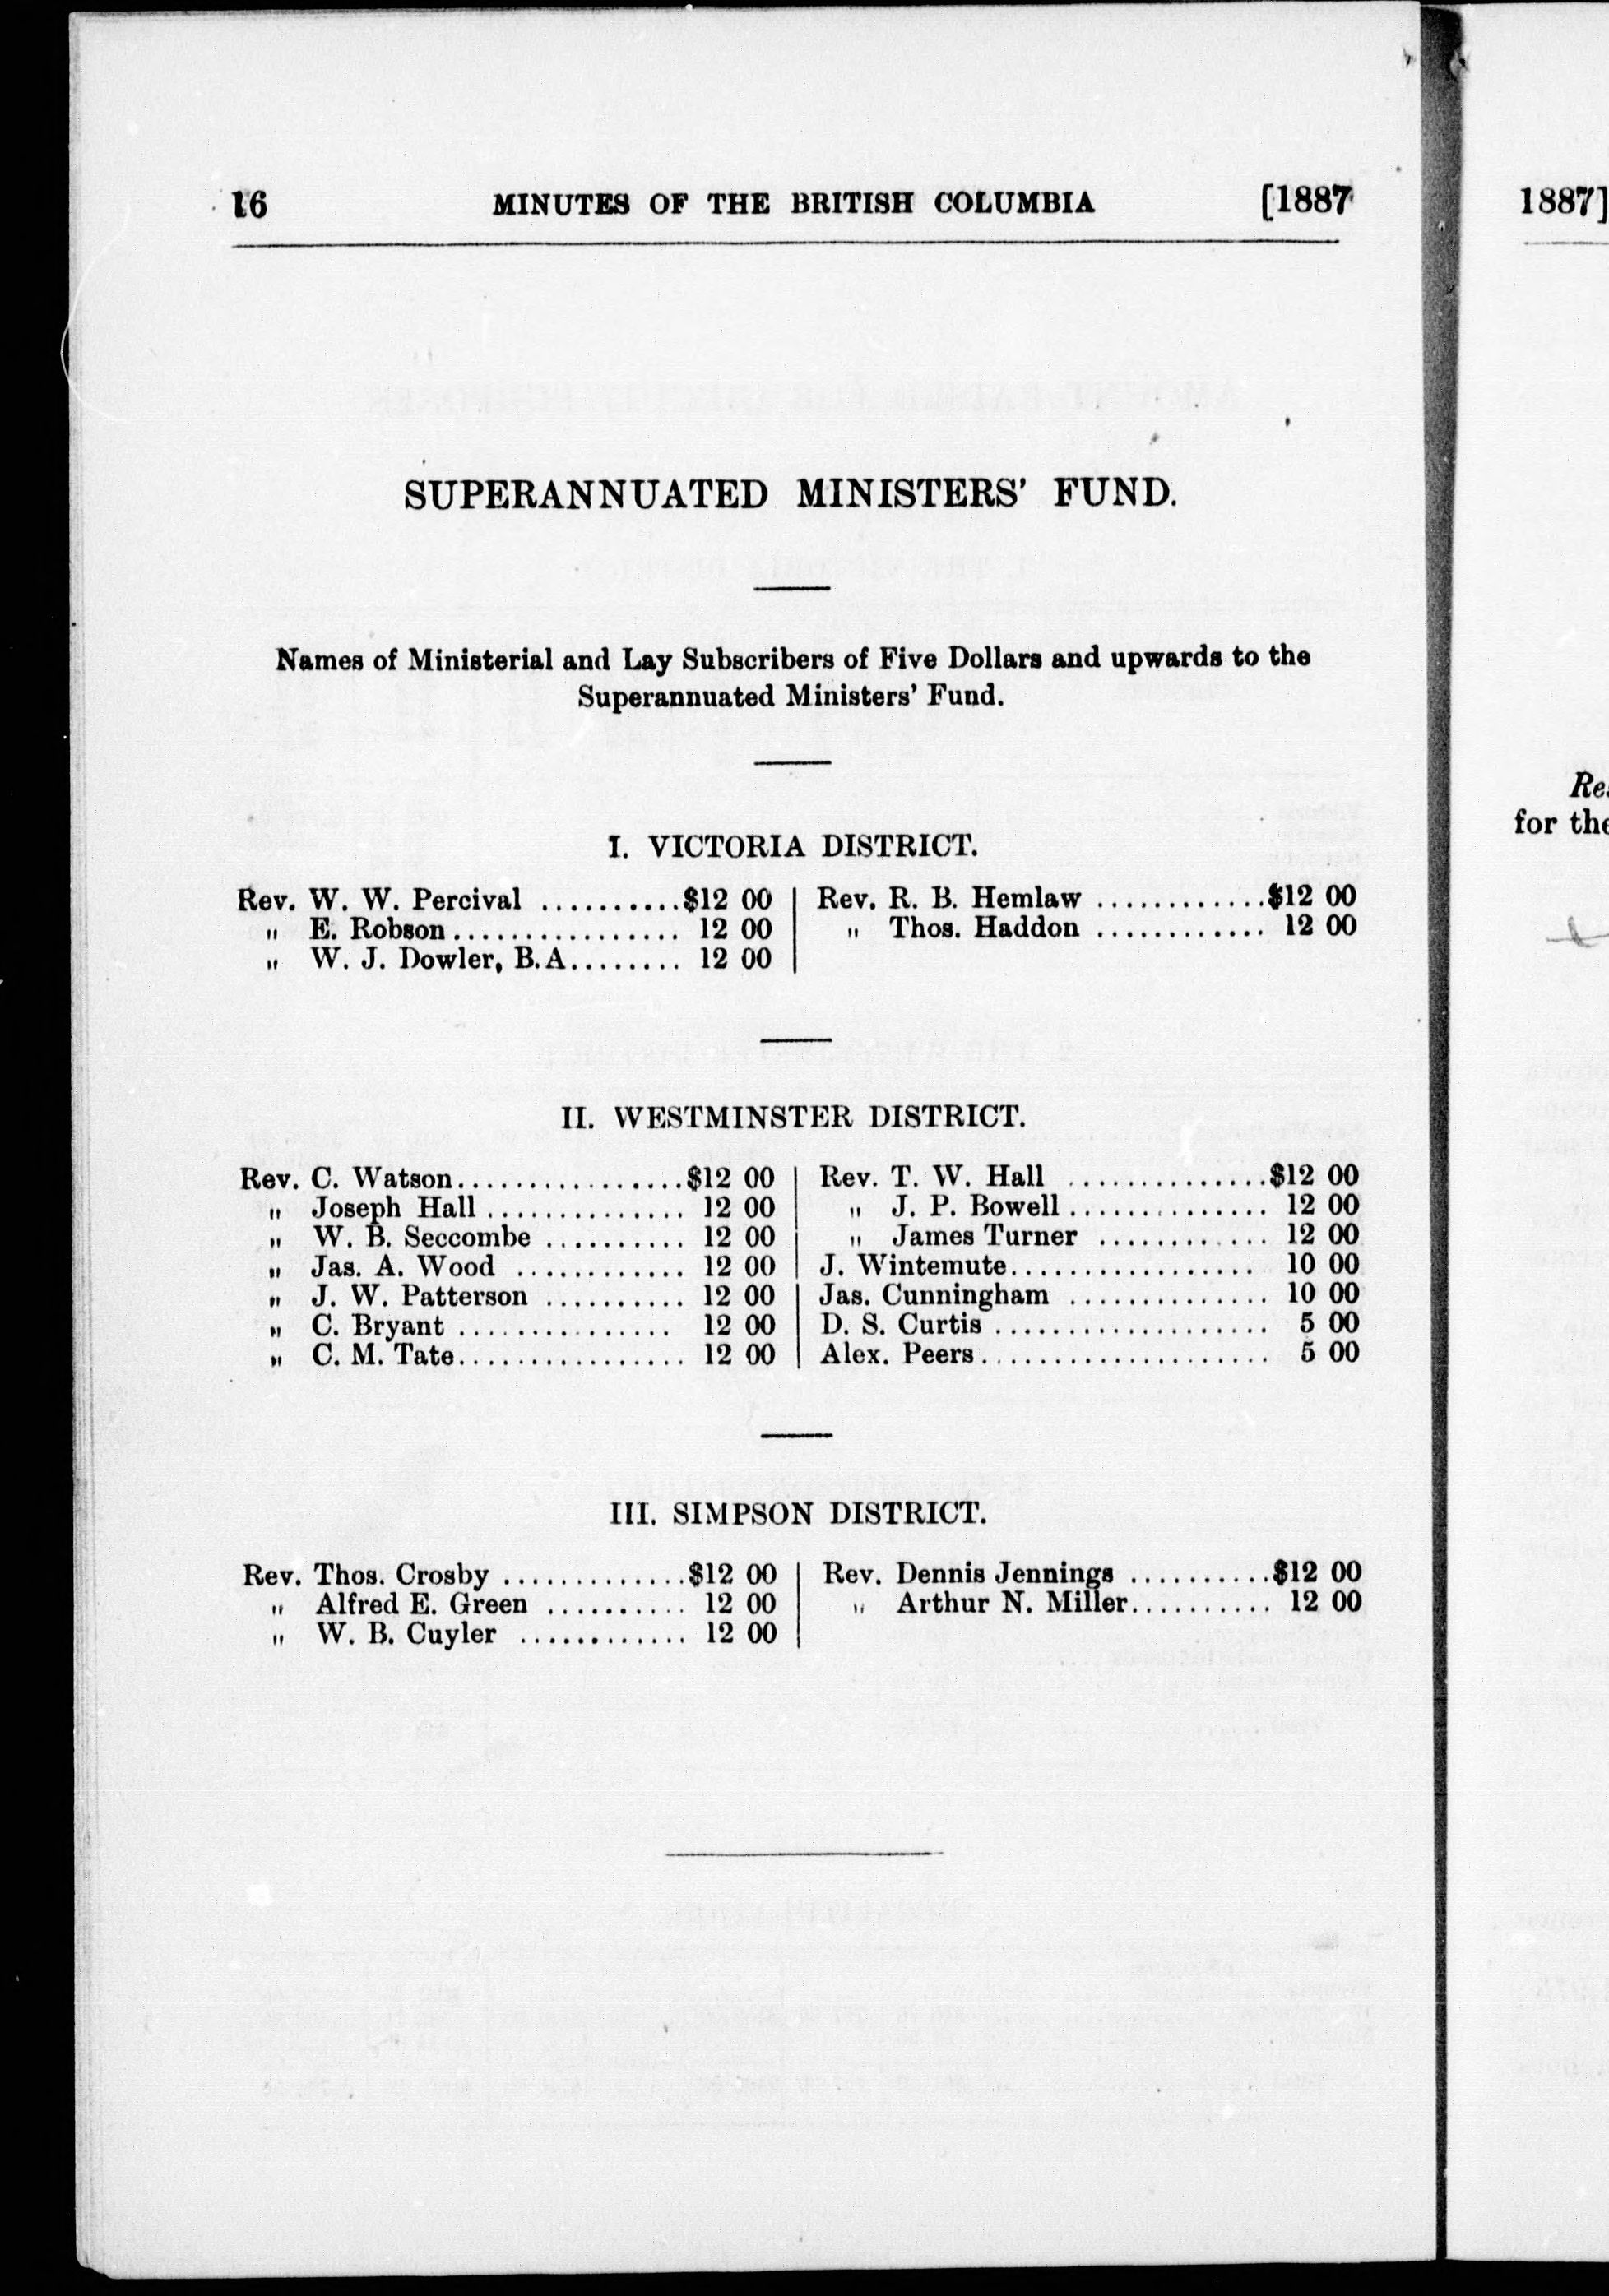 16 MINUTES OF THE BRITISH COLUMBIA [1887
SUPERANNUATED MINISTERS' FUND.
Names of Ministerial and Lay Subscribers of Five Dollars and upwards to the
Superannuated Ministers' Fund.
I. VICTORIA DISTRICT.
Rev. W. W. Percival ..........$12 00
„ E. Robson................ 12 00
„ W. J. Dowler, B.A........ 12 00
Rev. R. B. Hemlaw ............$12 00
„ Thos. Haddon ............ 12 00
II. WESTMINSTER DISTRICT.
Rev. C. Watson................$12 00
„ Joseph Hall .............. 12 00
„ W. B. Seccombe .......... 12 00
„ Jas. A. Wood ............ 12 00
„ J. W. Patterson .......... 12 00
„ C. Bryant ............... 12 00
„ C. M. Tate................ 12 00
Rev. T. W. Hall ..............$12 00
„ J. P. Bowell.............. 12 00
„ James Turner ............ 12 00
J. Wintemute................. 10 00
Jas. Cunningham .............. 10 00
D. S. Curtis ................... 5 00
Alex. Peers.................... 5 00
III. SIMPSON DISTRICT.
Rev. Thos. Crosby .............$12 00
„ Alfred E. Green .......... 12 00
„ W. B. Cuyler ............ 12 00
Rev. Dennis Jennings ..........$12 00
„ Arthur N. Miller.......... 12 00
1887]
for the